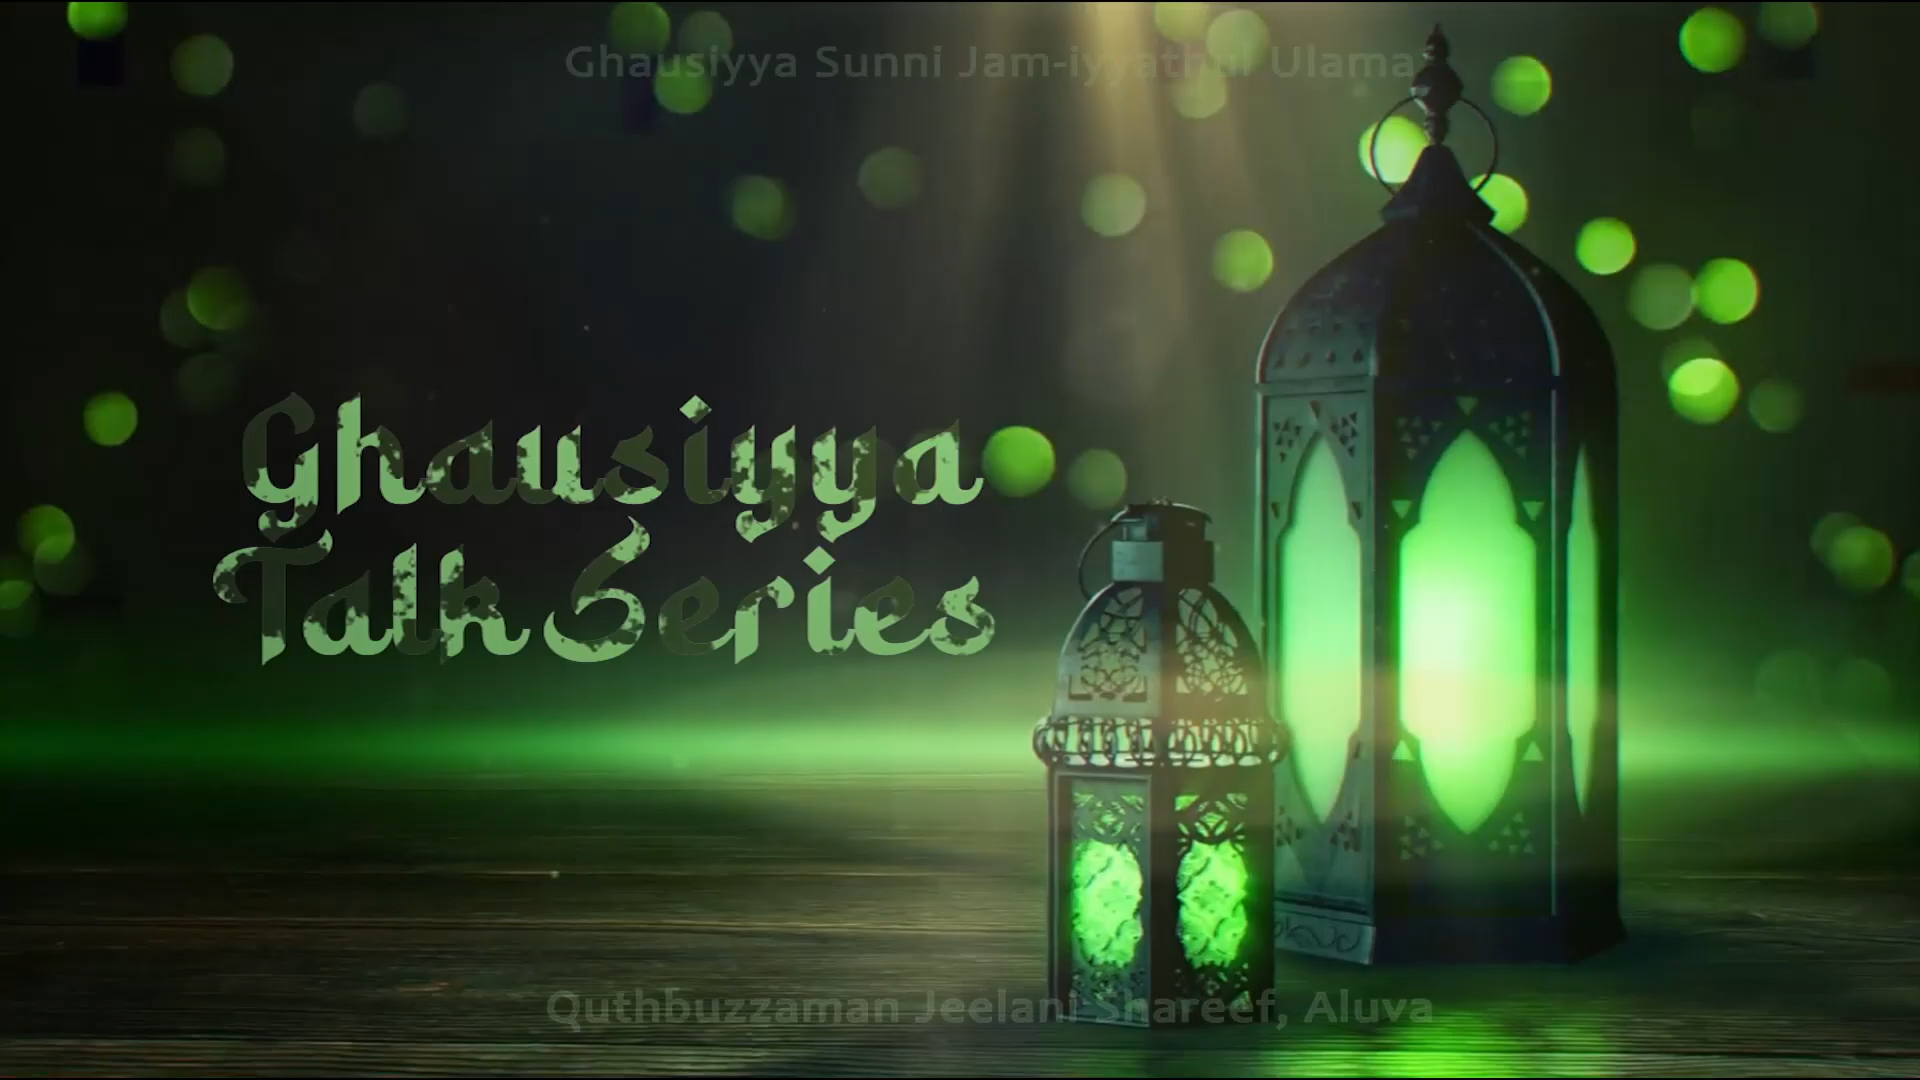 Ghausiyya Sunni Jam-iyyathul Ulama
Ghausiyya
Talk Series
Quthbuzzaman Jeelani Shareef, Aluva